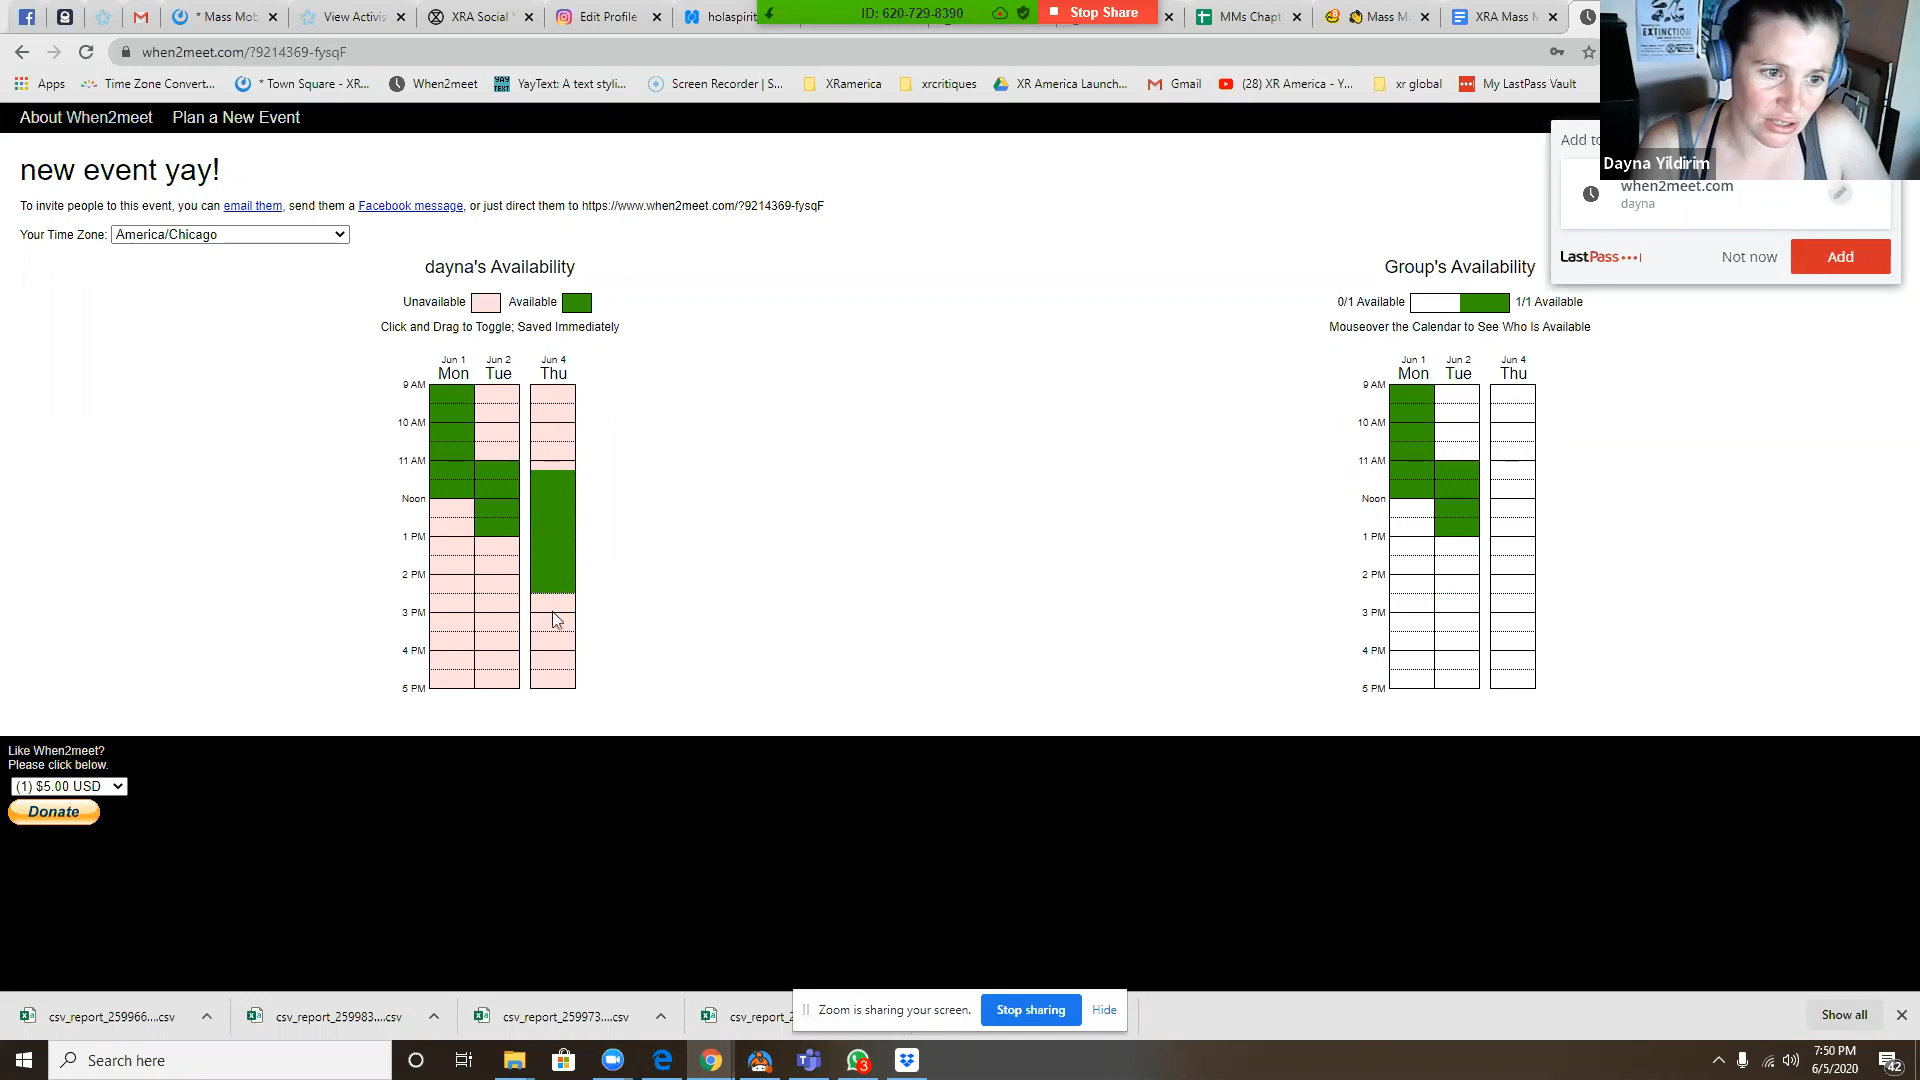 * Mass Mob
View Activis
XRA Social
Edit Profile
holaspirit
ID: 620-729-8390
Stop Share
MMs Chapt
Mass M
XRA Mass M
when2meet.com/?9214369-fysqF
Apps
Time Zone Convert...
* Town Square - XR...
When2meet
YAY TEXT
YayText: A text styli...
Screen Recorder | S...
XRamerica
xrcritiques
XR America Launch...
Gmail
(28) XR America - Y...
xr global
My LastPass Vault
EXTINCTION
Dayna Yildirim
About When2meet
Plan a New Event
Add to
when2meet.com
dayna
LastPass
Not now
Add
new event yay!
To invite people to this event, you can email them, send them a Facebook message, or just direct them to https://www.when2meet.com/?9214369-fysqF
Your Time Zone: America/Chicago
dayna's Availability
Unavailable
Available
Click and Drag to Toggle; Saved Immediately
Jun 1 Jun 2 Jun 4
Mon Tue Thu
9 AM
10 AM
11 AM
Noon
1 PM
2 PM
3 PM
4 PM
5 PM
Group's Availability
0/1 Available
1/1 Available
Mouseover the Calendar to See Who Is Available
Jun 1 Jun 2 Jun 4
Mon Tue Thu
9 AM
10 AM
11 AM
Noon
1 PM
2 PM
3 PM
4 PM
5 PM
Like When2meet?
Please click below.
(1) $5.00 USD
Donate
csv_report_259966....csv
csv_report_259983....csv
csv_report_259973....csv
csv_report_2
Zoom is sharing your screen.
Stop sharing
Hide
Show all
Search here
3
7:50 PM
6/5/2020
42